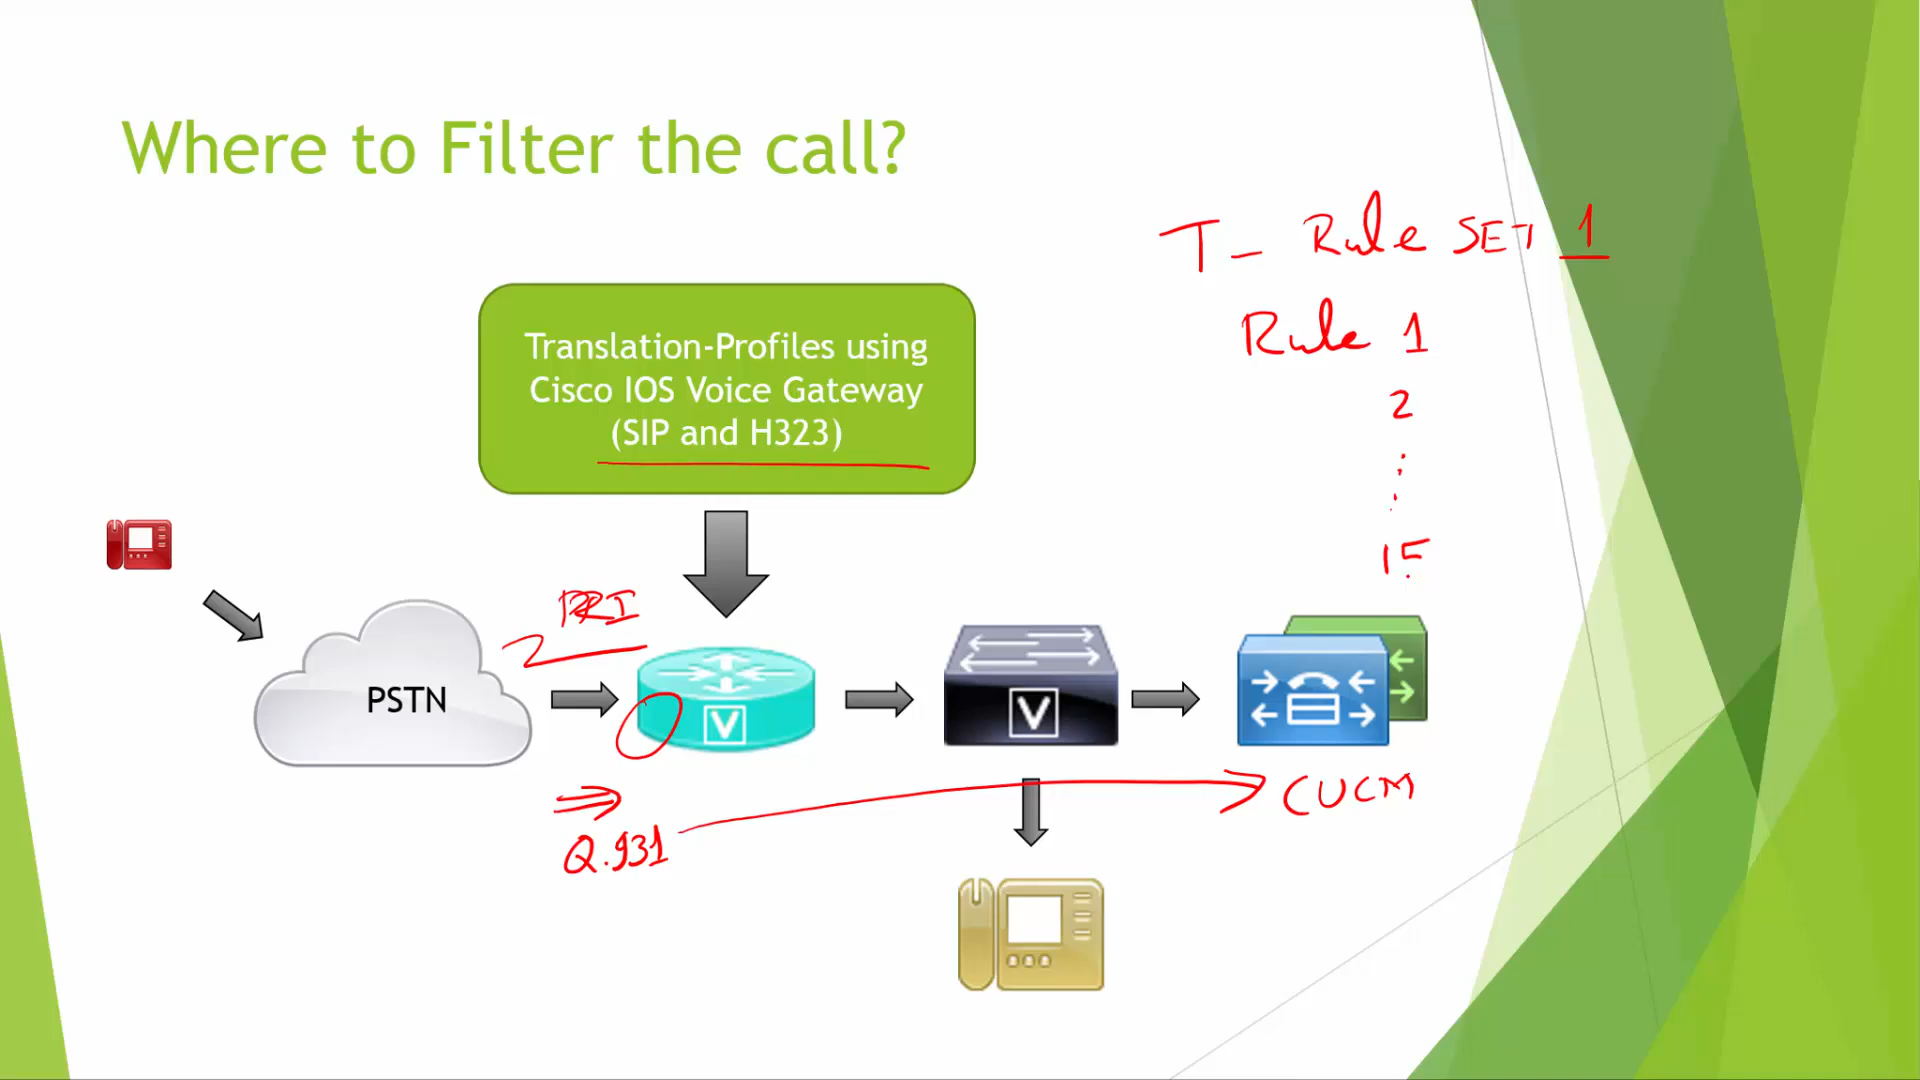 Where to Filter the call?
T- Rule SET 1
Rule 1
2
15
Translation-Profiles using
Cisco IOS Voice Gateway
(SIP and H323)
PRI
PSTN
V
V
Q.931
CUCM